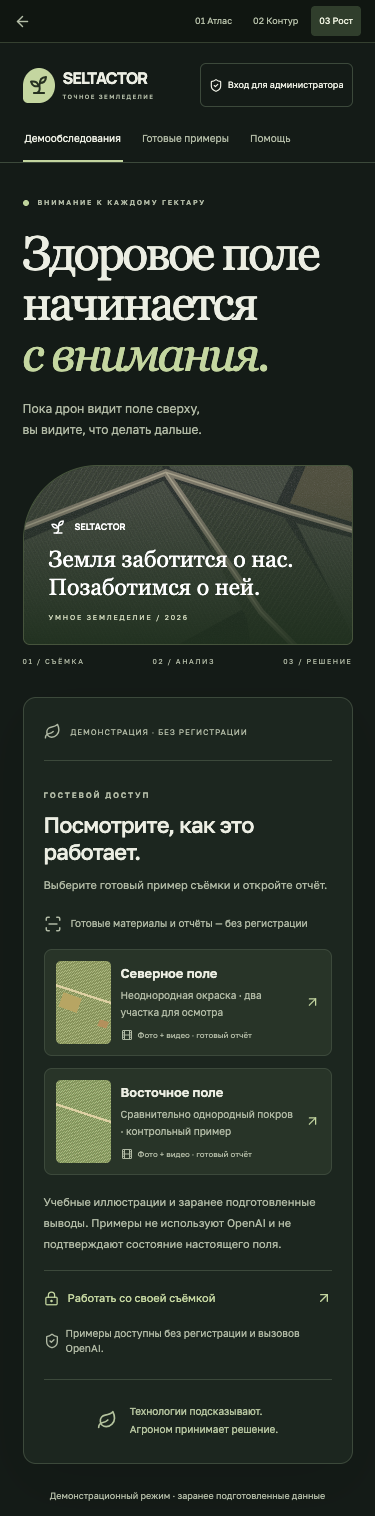 01 Атлас 02 Контур 03 Рост
SELTACTOR
ТОЧНОЕ ЗЕМЛЕДЕЛИЕ
Вход для администратора
Демообследования Готовые примеры Помощь
ВНИМАНИЕ К КАЖДОМУ ГЕКТАРУ
Здоровое поле
начинается
с внимания.
Пока дрон видит поле сверху,
вы видите, что делать дальше.
SELTACTOR
Земля заботится о нас.
Позаботимся о ней.
УМНОЕ ЗЕМЛЕДЕЛИЕ / 2026
01 / СЪЁМКА 02 / АНАЛИЗ 03 / РЕШЕНИЕ
ДЕМОНСТРАЦИЯ · БЕЗ РЕГИСТРАЦИИ
ГОСТЕВОЙ ДОСТУП
Посмотрите, как это
работает.
Выберите готовый пример съёмки и откройте отчёт.
Готовые материалы и отчёты — без регистрации
Северное поле
Неоднородная окраска · два
участка для осмотра
Фото + видео · готовый отчёт
Восточное поле
Сравнительно однородный покров
· контрольный пример
Фото + видео · готовый отчёт
Учебные иллюстрации и заранее подготовленные
выводы. Примеры не используют OpenAI и не
подтверждают состояние настоящего поля.
Работать со своей съёмкой
Примеры доступны без регистрации и вызовов
OpenAI.
Технологии подсказывают.
Агроном принимает решение.
Демонстрационный режим · заранее подготовленные данные